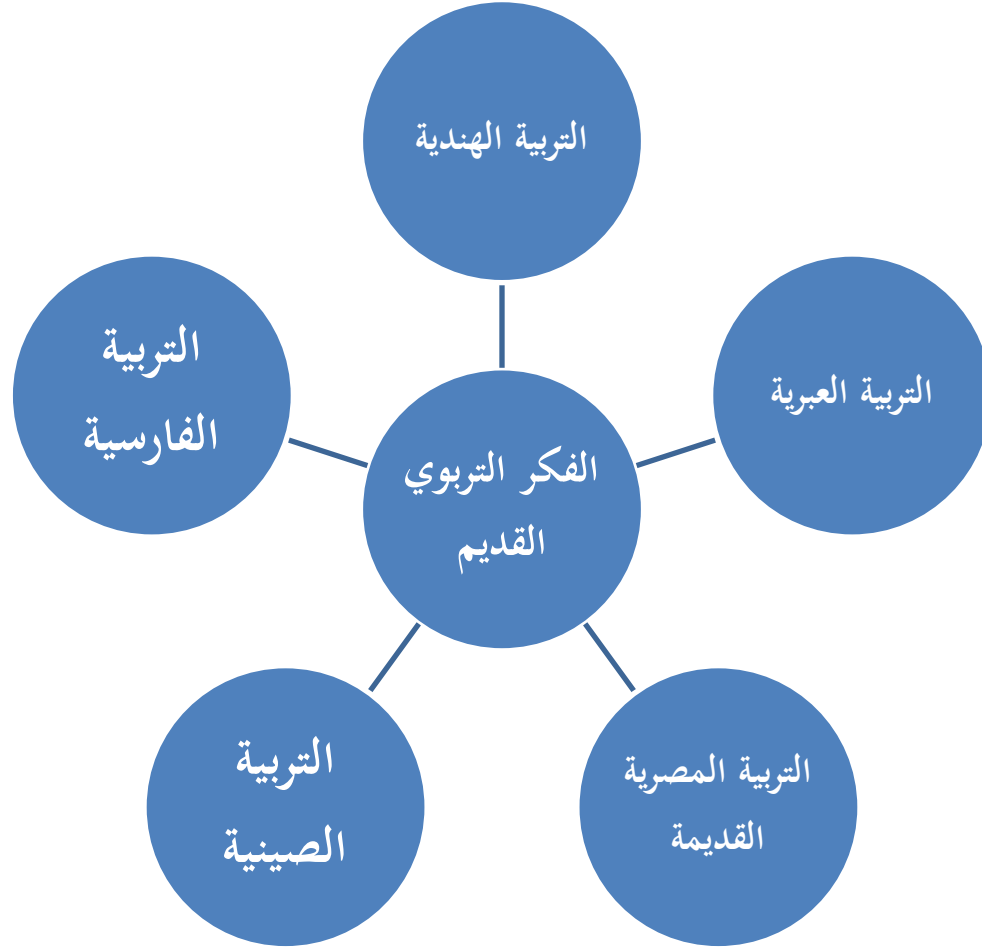 التربية الهندية
التربية العبرية
التربية
الفارسية
الفكر التربوي
القديم
التربية المصرية
القديمة
التربية
الصينية